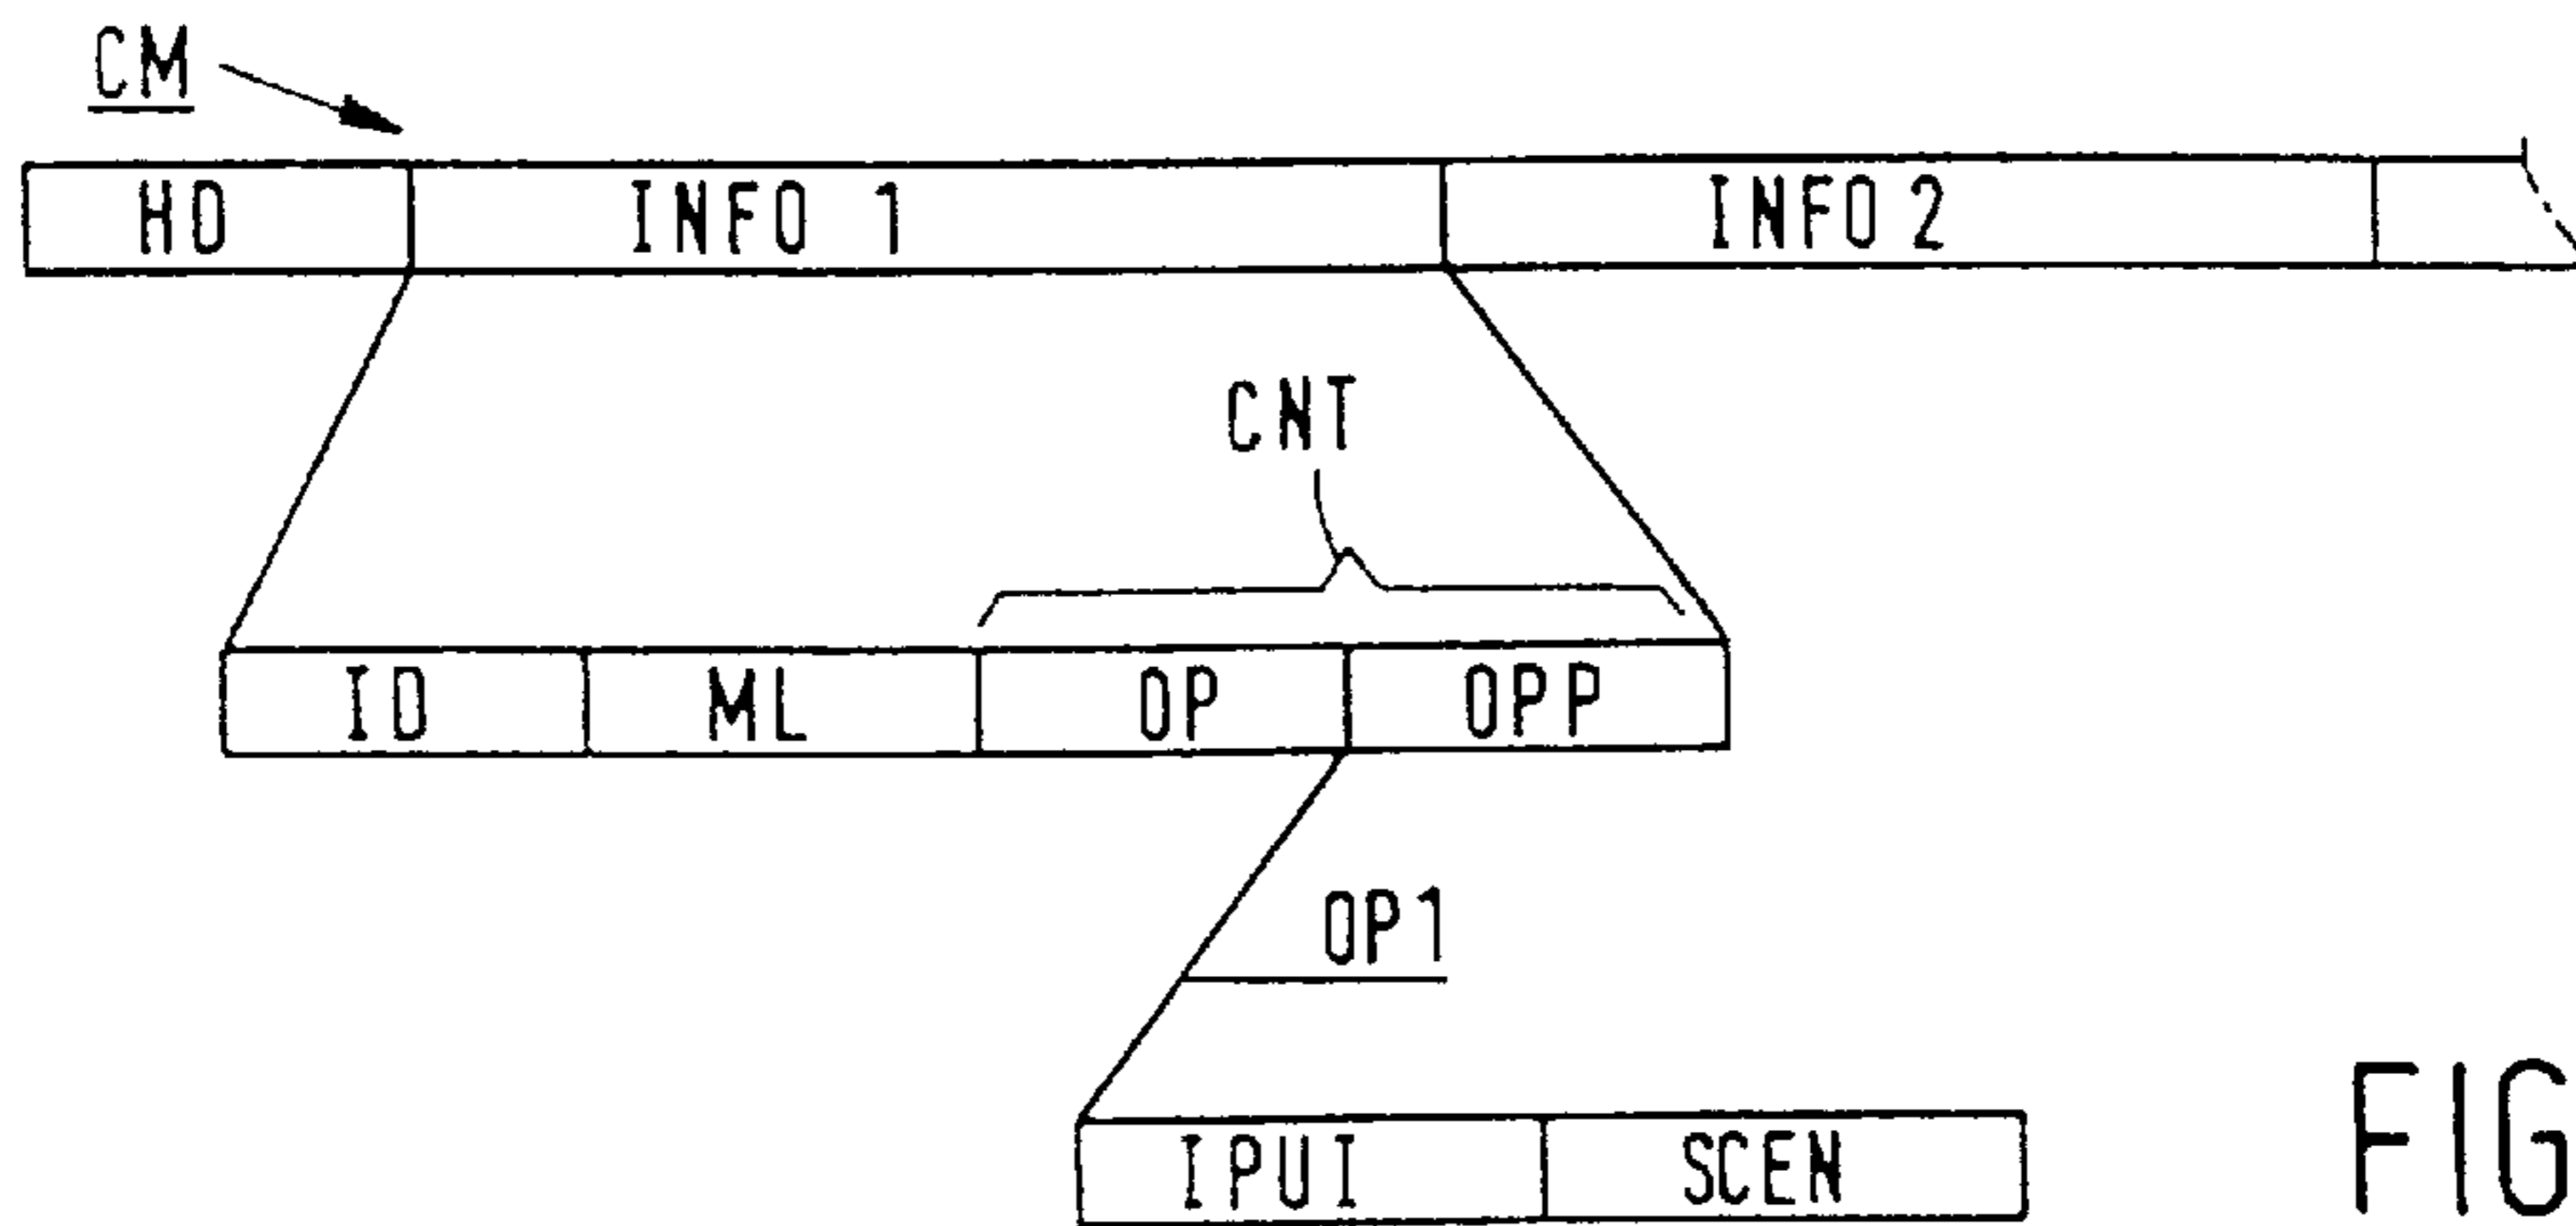 CM
HD INFO 1 INFO 2
CNT
ID ML OP OPP
OP1
IPUI SCEN
FIG